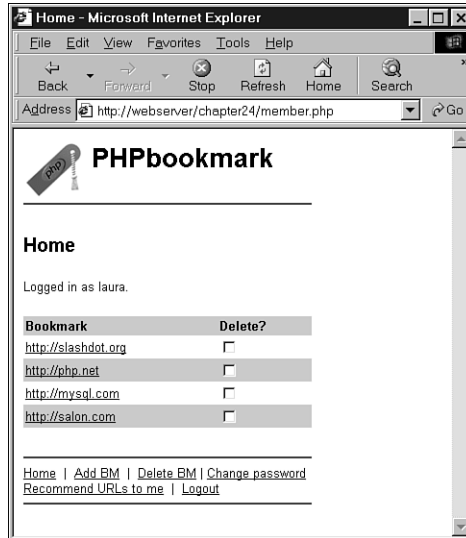 Home - Microsoft Internet Explorer
File Edit View Favorites Tools Help
Back Forward Stop Refresh Home Search
Address http://webserver/chapter24/member.php Go
php PHPbookmark
Home
Logged in as laura.
Bookmark Delete?
http://slashdot.org
http://php.net
http://mysql.com
http://salon.com
Home | Add BM | Delete BM | Change password
Recommend URLs to me | Logout